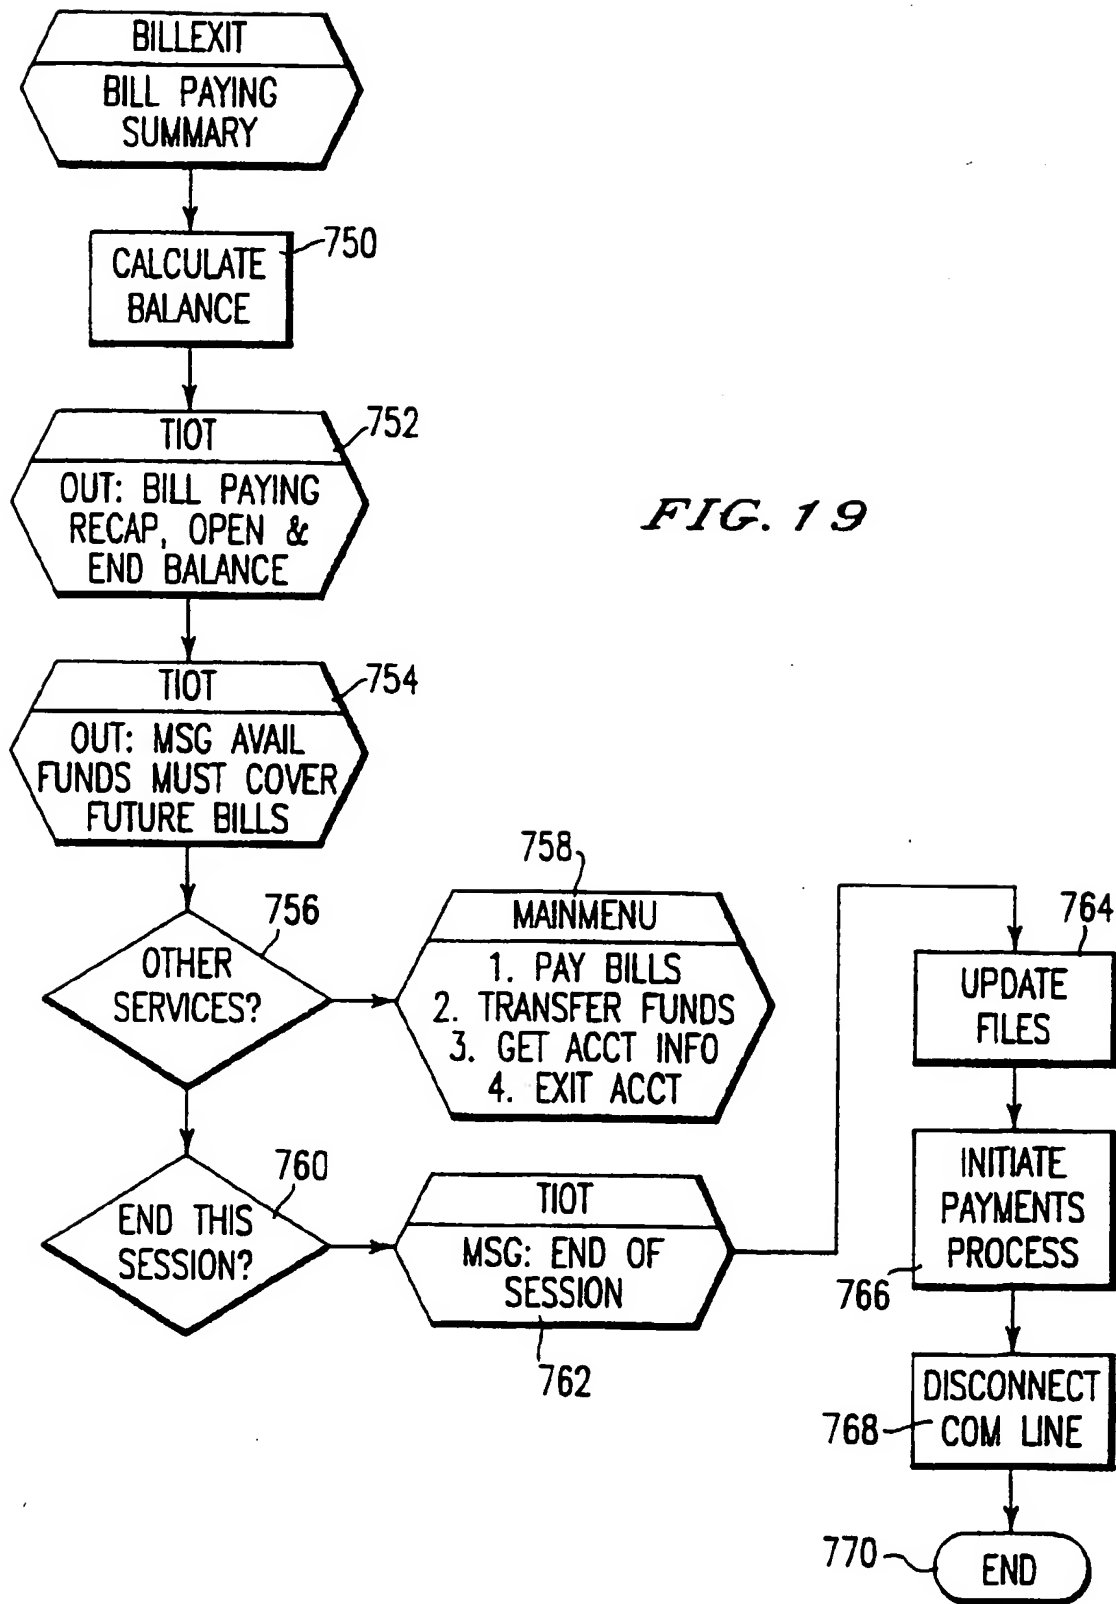 BILLEXIT
BILL PAYING
SUMMARY
750
CALCULATE
BALANCE
752
TIOT
OUT: BILL PAYING
RECAP, OPEN &
END BALANCE
FIG. 19
754
TIOT
OUT: MSG AVAIL
FUNDS MUST COVER
FUTURE BILLS
756
OTHER
SERVICES?
758
MAINMENU
1. PAY BILLS
2. TRANSFER FUNDS
3. GET ACCT INFO
4. EXIT ACCT
760
END THIS
SESSION?
TIOT
MSG: END OF
SESSION
762
764
UPDATE
FILES
INITIATE
PAYMENTS
PROCESS
766
DISCONNECT
COM LINE
768
770
END